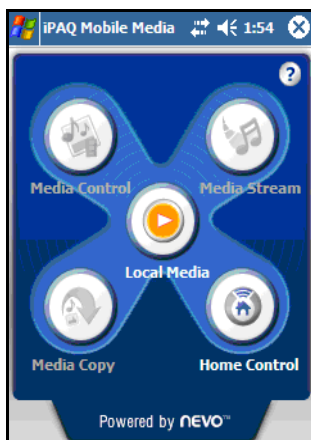 iPAQ Mobile Media 1:54
?
Media Control Media Stream
Local Media
Media Copy Home Control
Powered by nevo™